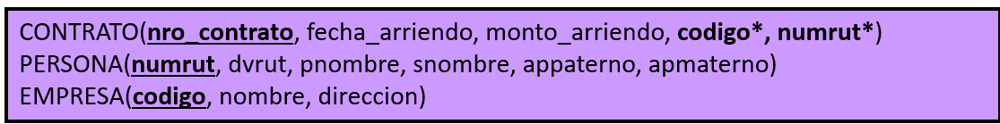 CONTRATO(nro_contrato, fecha_arriendo, monto_arriendo, codigo*, numrut*)
PERSONA(numrut, dvrut, pnombre, snombre, appaterno, apmaterno)
EMPRESA(codigo, nombre, direccion)